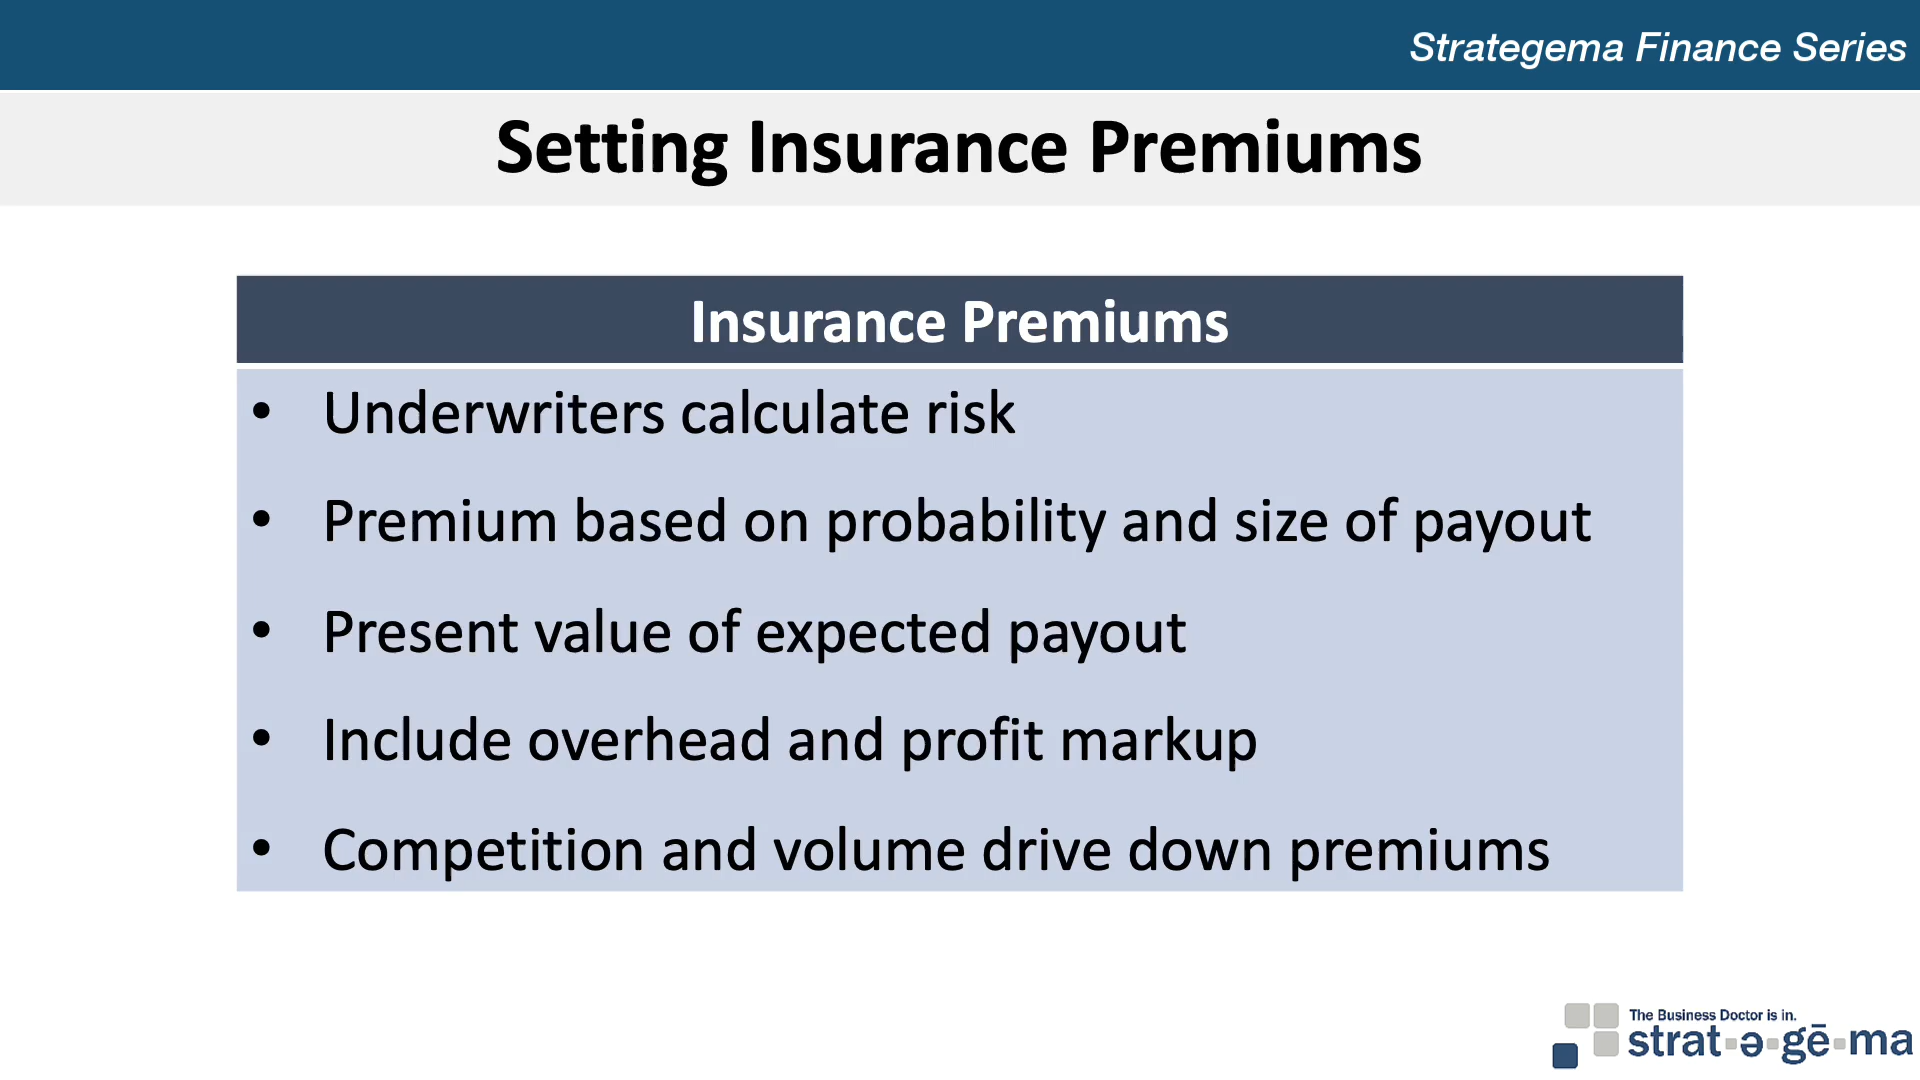 Strategema Finance Series
Setting Insurance Premiums
Insurance Premiums
• Underwriters calculate risk
• Premium based on probability and size of payout
• Present value of expected payout
• Include overhead and profit markup
• Competition and volume drive down premiums
The Business Doctor is in.
strat-ə-gē-ma